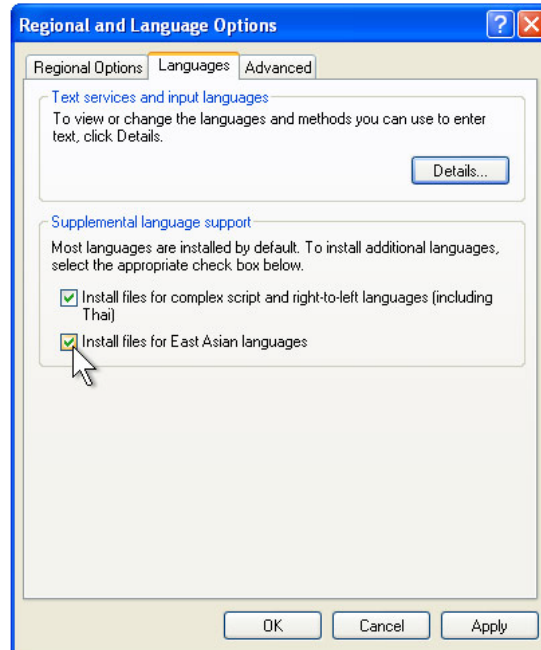 Regional and Language Options
Regional Options Languages Advanced
Text services and input languages
To view or change the languages and methods you can use to enter
text, click Details.
Details...
Supplemental language support
Most languages are installed by default. To install additional languages,
select the appropriate check box below.
Install files for complex script and right-to-left languages (including
Thai)
Install files for East Asian languages
OK Cancel Apply